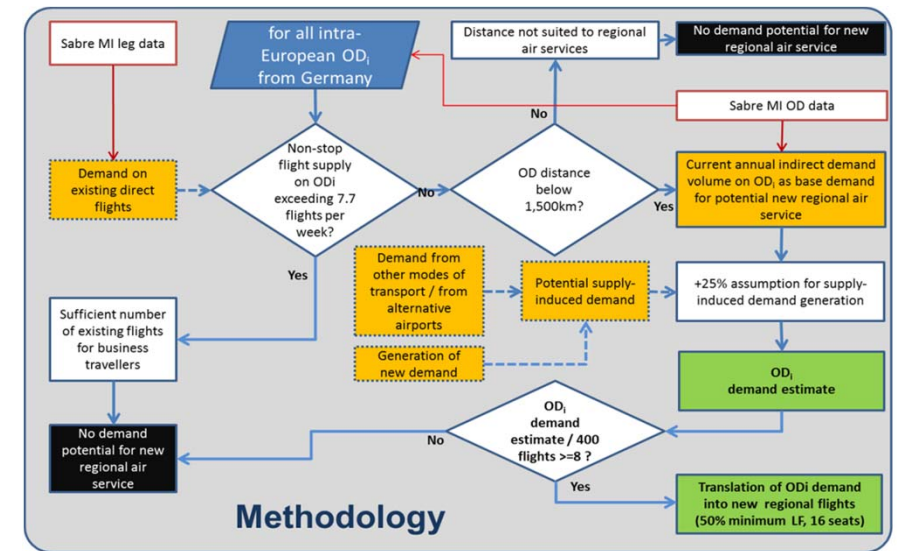 Sabre MI leg data
for all intra-
European ODi
from Germany
Distance not suited to regional
air services
No demand potential for new
regional air service
Sabre MI OD data
No
Demand on
existing direct
flights
Non-stop
flight supply
on ODi
exceeding 7.7
flights per
week?
No
OD distance
below
1,500km?
Yes
Current annual indirect demand
volume on ODi as base demand
for potential new regional air
service
Yes
Demand from
other modes of
transport / from
alternative
airports
Potential supply-
induced demand
+25% assumption for supply-
induced demand generation
Sufficient number
of existing flights
for business
travellers
Generation of
new demand
ODi
demand estimate
ODi
demand
estimate / 400
flights >=8 ?
No
Yes
No demand
potential for new
regional air
service
Translation of ODi demand
into new regional flights
(50% minimum LF, 16 seats)
Methodology